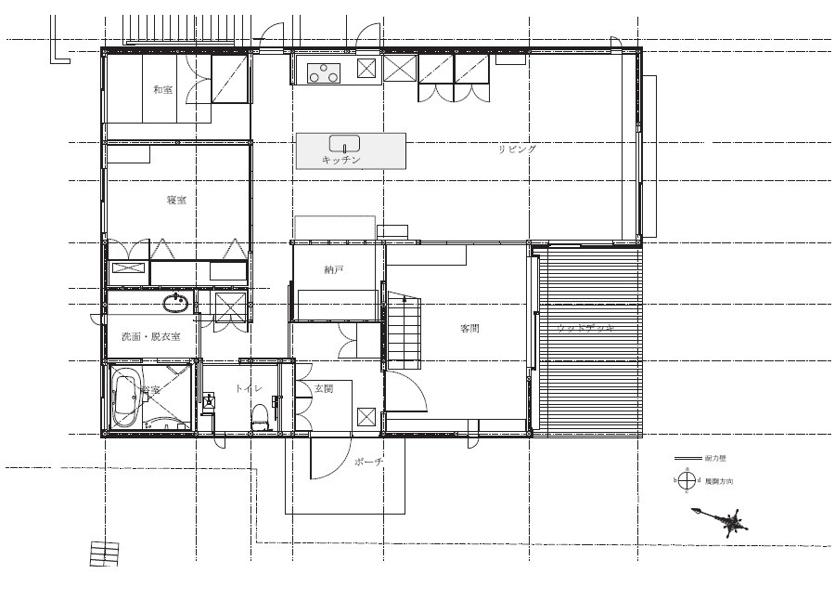 和室
キッチン
リビング
寝室
納戸
客間
ウッドデッキ
洗面・脱衣室
浴室
トイレ
玄関
ポーチ
耐力壁
a
b
d
c
展開方向